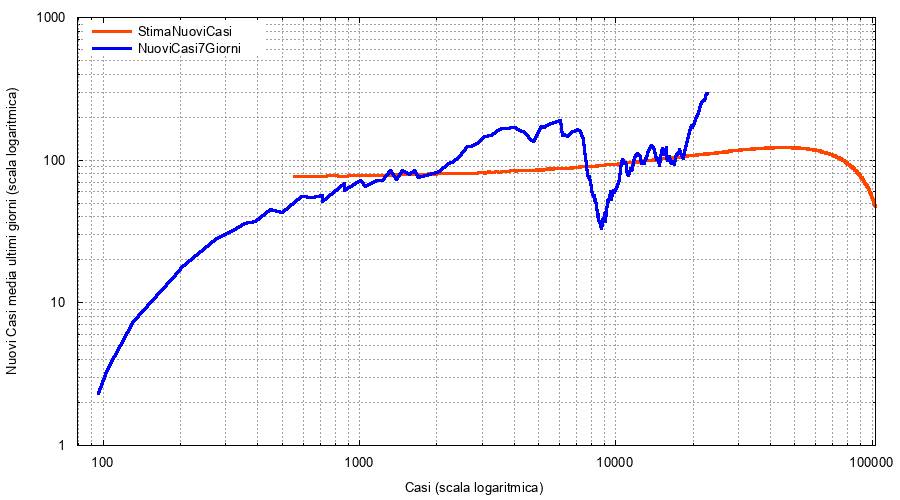 1000
StimaNuoviCasi
NuoviCasi7Giorni
100
10
1
100
1000
10000
100000
Nuovi Casi media ultimi giorni (scala logaritmica)
Casi (scala logaritmica)